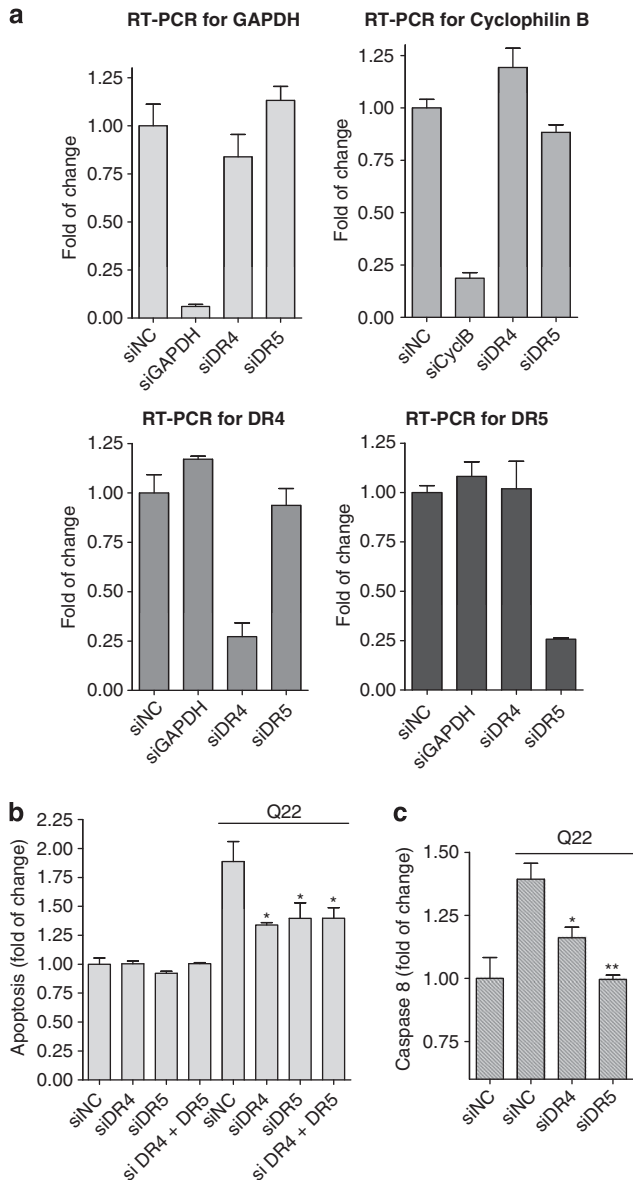 a
RT-PCR for GAPDH
Fold of change
1.25
1.00
0.75
0.50
0.25
0.00
siNC
siGAPDH
siDR4
siDR5
RT-PCR for Cyclophilin B
Fold of change
1.25
1.00
0.75
0.50
0.25
0.00
siNC
siCyclB
siDR4
siDR5
RT-PCR for DR4
Fold of change
1.25
1.00
0.75
0.50
0.25
0.00
siNC
siGAPDH
siDR4
siDR5
RT-PCR for DR5
Fold of change
1.25
1.00
0.75
0.50
0.25
0.00
siNC
siGAPDH
siDR4
siDR5
b
Q22
Apoptosis (fold of change)
2.25
2.00
1.75
1.50
1.25
1.00
0.75
0.50
0.25
0.00
*
*
*
siNC
siDR4
siDR5
si DR4 + DR5
siNC
siDR4
siDR5
si DR4 + DR5
c
Q22
Caspase 8 (fold of change)
1.50
1.25
1.00
0.75
*
**
siNC
siNC
siDR4
siDR5